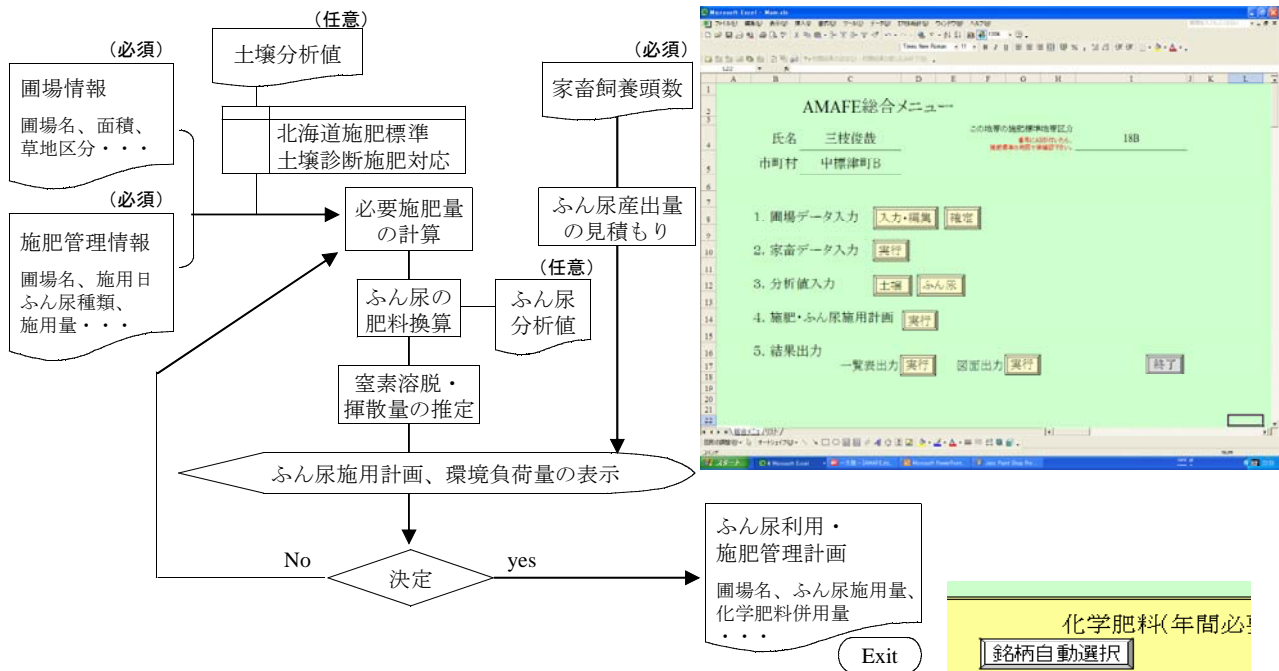 (任意)
土壌分析値
(必須)
圃場情報
圃場名、面積、
草地区分・・・
北海道施肥標準
土壌診断施肥対応
(必須)
家畜飼養頭数
(必須)
施肥管理情報
圃場名、施用日
ふん尿種類、
施用量・・・
必要施肥量
の計算
ふん尿産出量
の見積もり
(任意)
ふん尿の
肥料換算
ふん尿
分析値
窒素溶脱・
揮散量の推定
ふん尿施用計画、環境負荷量の表示
No
決定
yes
ふん尿利用・
施肥管理計画
圃場名、ふん尿施用量、
化学肥料併用量
・・・
Exit
Microsoft Excel - Main.xls
Times New Roman
A B C D E F G H I J K L
AMAFE総合メニュー
この地帯の施肥標準地帯区分
氏名 三枝俊哉
18B
市町村 中標津町B
1. 圃場データ入力 入力・編集 確定
2. 家畜データ入力 実行
3. 分析値入力 土壌 ふん尿
4. 施肥・ふん尿施用計画 実行
5. 結果出力
一覧表出力 実行 図面出力 実行 終了
化学肥料(年間必
銘柄自動選択